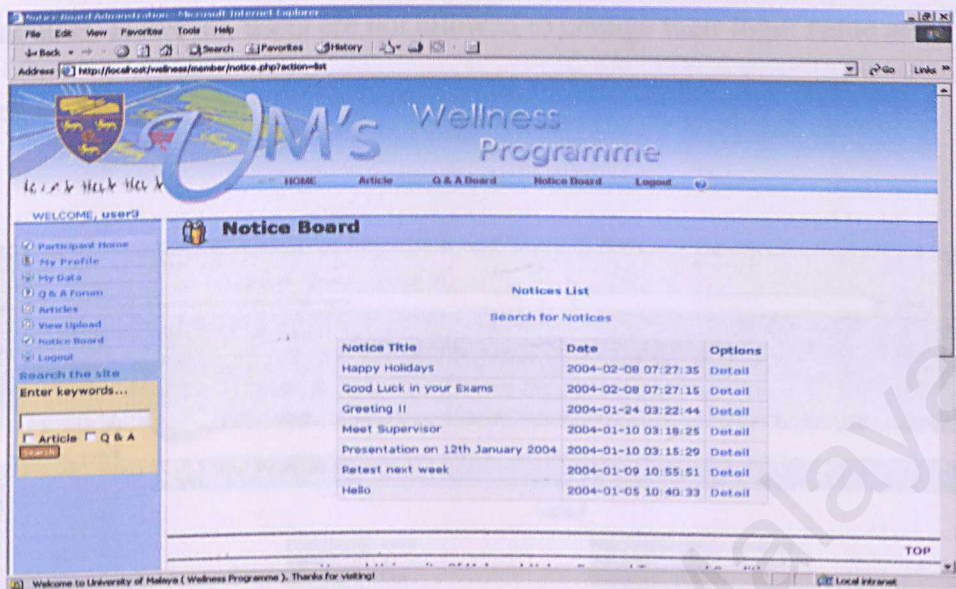 Notice Board Administration - Microsoft Internet Explorer
File Edit View Favorites Tools Help
Back Search Favorites History
Address http://localhost/wellness/member/notice.php?action=list Go Links »
UM's Wellness
Programme
HOME Article Q & A Board Notice Board Logout
WELCOME, user3
Notice Board
Participant Home
My Profile
My Data
Q & A Forum
Articles
View Upload
Notice Board
Logout
Search the site
Enter keywords...
Article Q & A
Search
Notices List
Search for Notices
Notice Title Date Options
Happy Holidays 2004-02-08 07:27:35 Detail
Good Luck in your Exams 2004-02-08 07:27:15 Detail
Greeting !! 2004-01-24 03:22:44 Detail
Meet Supervisor 2004-01-10 03:18:25 Detail
Presentation on 12th January 2004 2004-01-10 03:15:29 Detail
Retest next week 2004-01-09 10:55:51 Detail
Hello 2004-01-05 10:40:33 Detail
TOP
Welcome to University of Malaya ( Wellness Programme ). Thanks for visiting!
Local intranet
Malaya